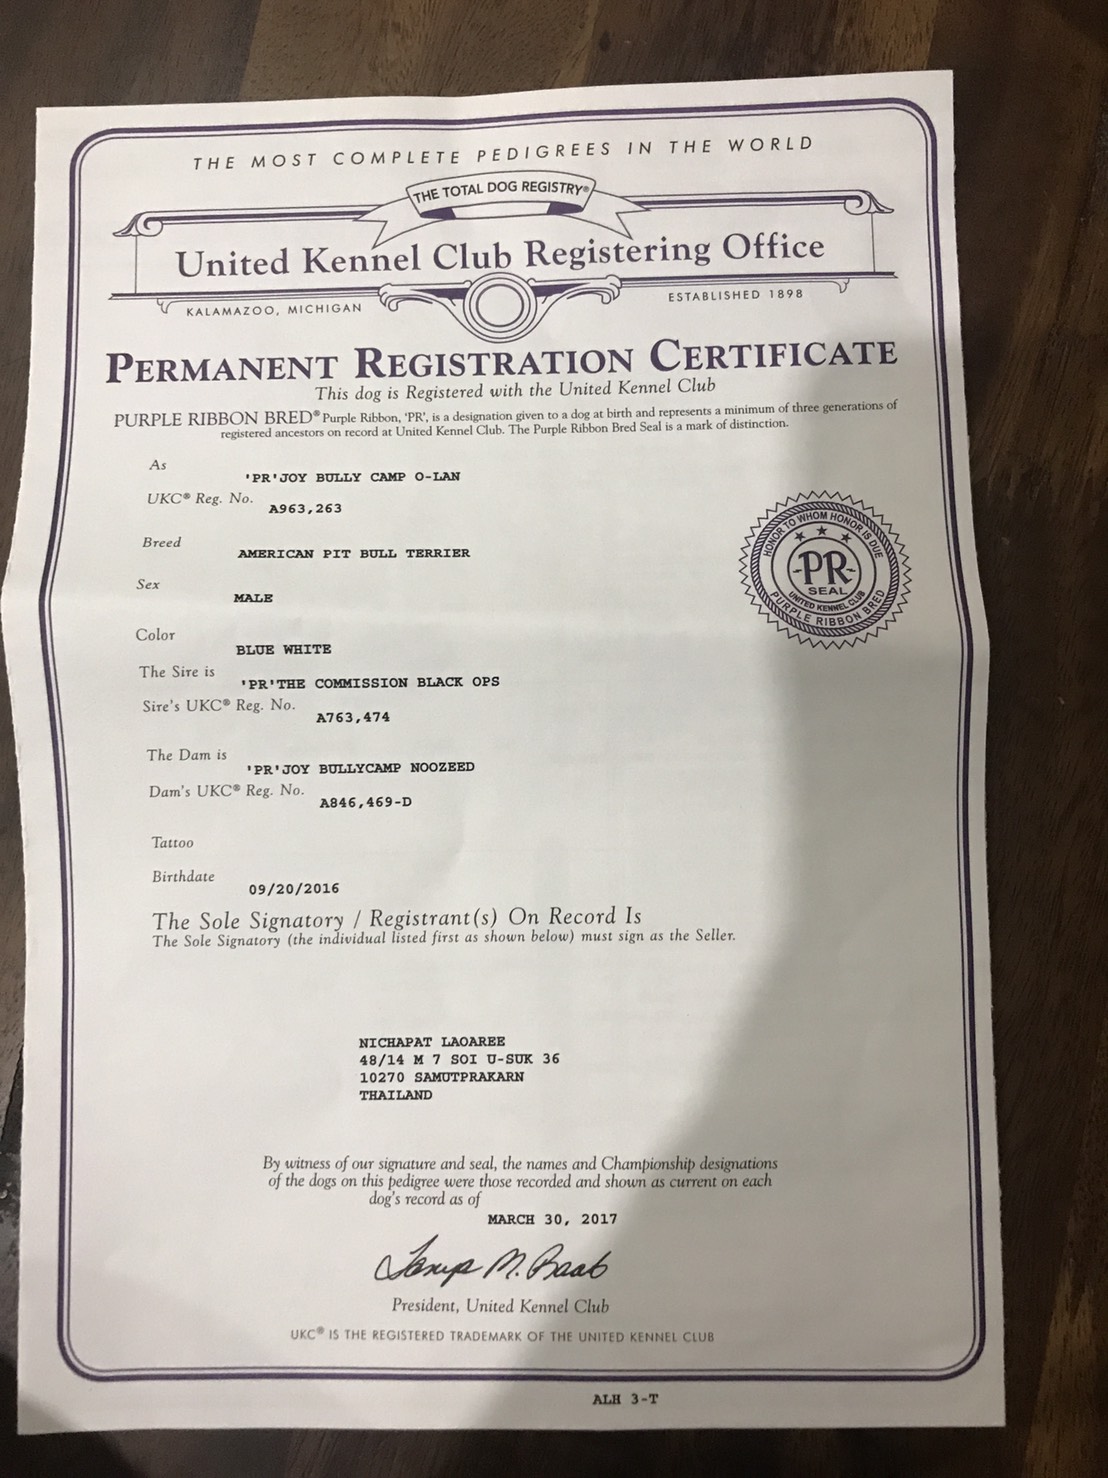 THE MOST COMPLETE PEDIGREES IN THE WORLD
THE TOTAL DOG REGISTRY®
United Kennel Club Registering Office
KALAMAZOO, MICHIGAN
ESTABLISHED 1898
PERMANENT REGISTRATION CERTIFICATE
This dog is Registered with the United Kennel Club
PURPLE RIBBON BRED® Purple Ribbon, 'PR', is a designation given to a dog at birth and represents a minimum of three generations of
registered ancestors on record at United Kennel Club. The Purple Ribbon Bred Seal is a mark of distinction.
As
'PR'JOY BULLY CAMP O-LAN
UKC® Reg. No.
A963,263
HONOR TO WHOM HONOR IS DUE
-PR-
SEAL
UNITED KENNEL CLUB
PURPLE RIBBON BRED
Breed
AMERICAN PIT BULL TERRIER
Sex
MALE
Color
BLUE WHITE
The Sire is
'PR'THE COMMISSION BLACK OPS
Sire's UKC® Reg. No.
A763,474
The Dam is
'PR'JOY BULLYCAMP NOOZEED
Dam's UKC® Reg. No.
A846,469-D
Tattoo
Birthdate
09/20/2016
The Sole Signatory / Registrant(s) On Record Is
The Sole Signatory (the individual listed first as shown below) must sign as the Seller.
NICHAPAT LAOAREE
48/14 M 7 SOI U-SUK 36
10270 SAMUTPRAKARN
THAILAND
By witness of our signature and seal, the names and Championship designations
of the dogs on this pedigree were those recorded and shown as current on each
dog's record as of
MARCH 30, 2017
Tanya M. Raab
President, United Kennel Club
UKC® IS THE REGISTERED TRADEMARK OF THE UNITED KENNEL CLUB
ALH 3-T